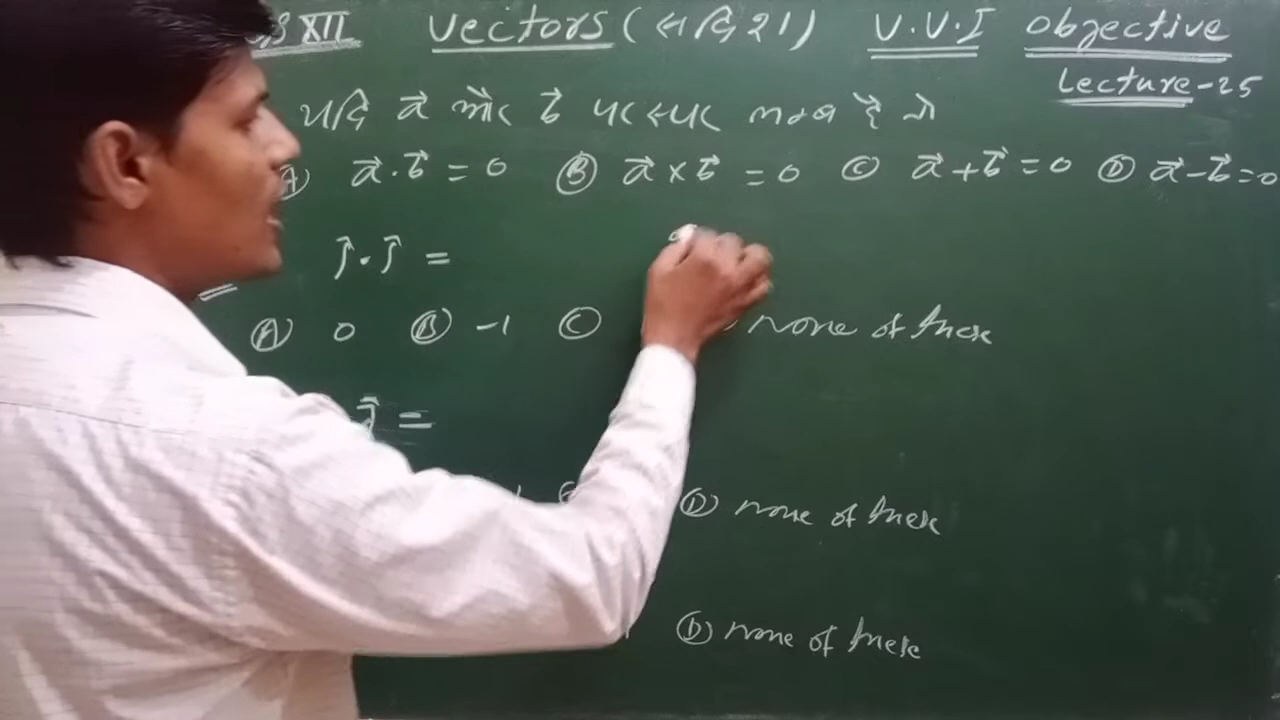 XII vectors (सदिश) V.V.I objective
Lecture-25
यदि a⃗ और b⃗ परस्पर लम्ब हैं तो
(A) a⃗.b⃗ = 0 (B) a⃗ × b⃗ = 0 (C) a⃗ + b⃗ = 0 (D) a⃗ - b⃗ = 0
j⃗.j⃗ =
(A) 0 (B) -1 (C) none of these
j⃗ =
(D) none of these
(D) none of these